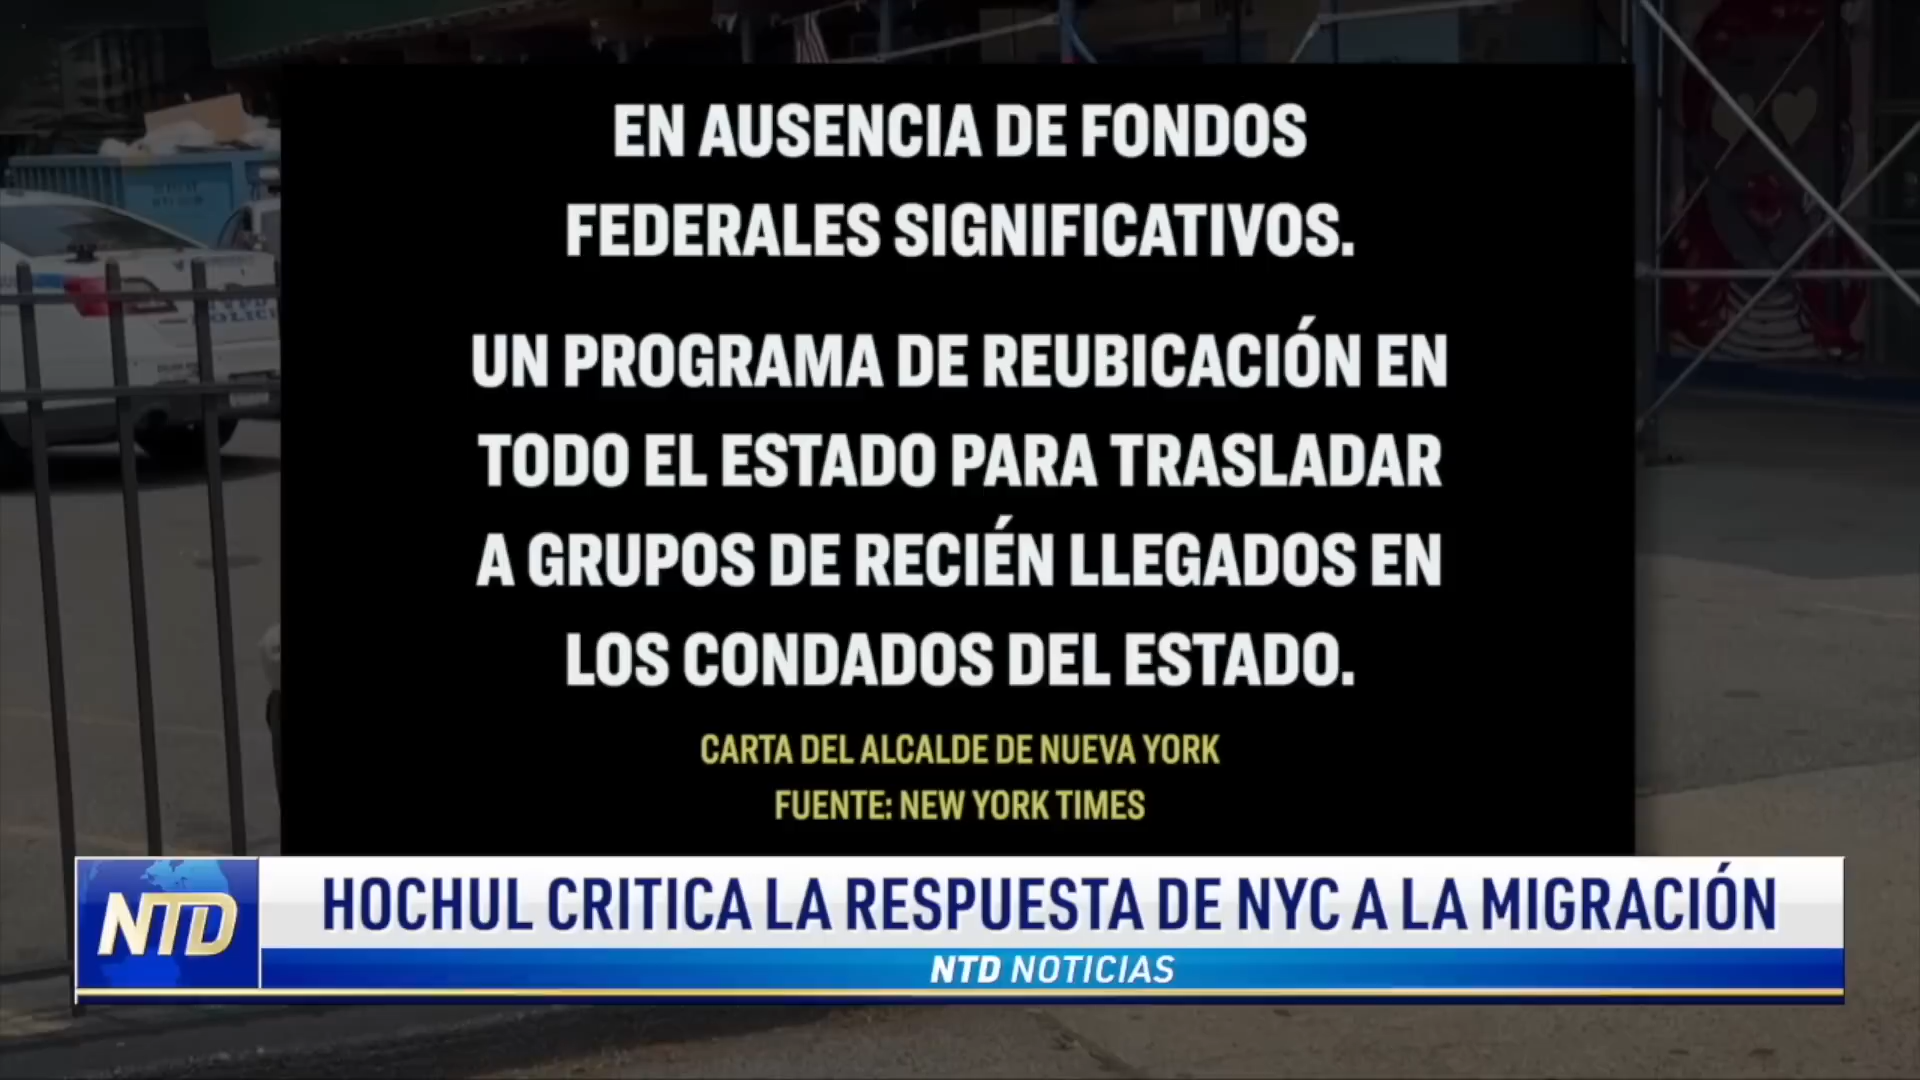 EN AUSENCIA DE FONDOS
FEDERALES SIGNIFICATIVOS.
UN PROGRAMA DE REUBICACIÓN EN
TODO EL ESTADO PARA TRASLADAR
A GRUPOS DE RECIÉN LLEGADOS EN
LOS CONDADOS DEL ESTADO.
CARTA DEL ALCALDE DE NUEVA YORK
FUENTE: NEW YORK TIMES
NTD
HOCHUL CRITICA LA RESPUESTA DE NYC A LA MIGRACIÓN
NTD NOTICIAS